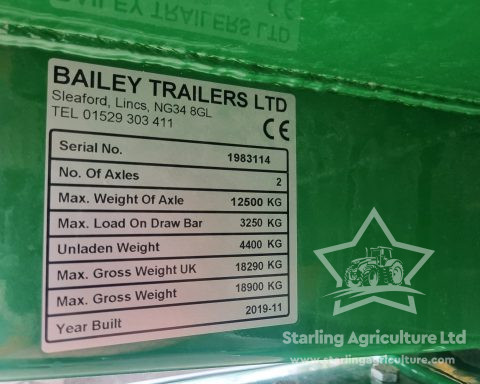 BAILEY TRAILERS LTD
BAILEY TRAILERS LTD
Sleaford, Lincs, NG34 8GL
TEL 01529 303 411
CE
Serial No. 1983114
No. Of Axles 2
Max. Weight Of Axle 12500 KG
Max. Load On Draw Bar 3250 KG
Unladen Weight 4400 KG
Max. Gross Weight UK 18290 KG
Max. Gross Weight 18900 KG
Year Built 2019-11
Starling Agriculture Ltd
www.starlingagriculture.com